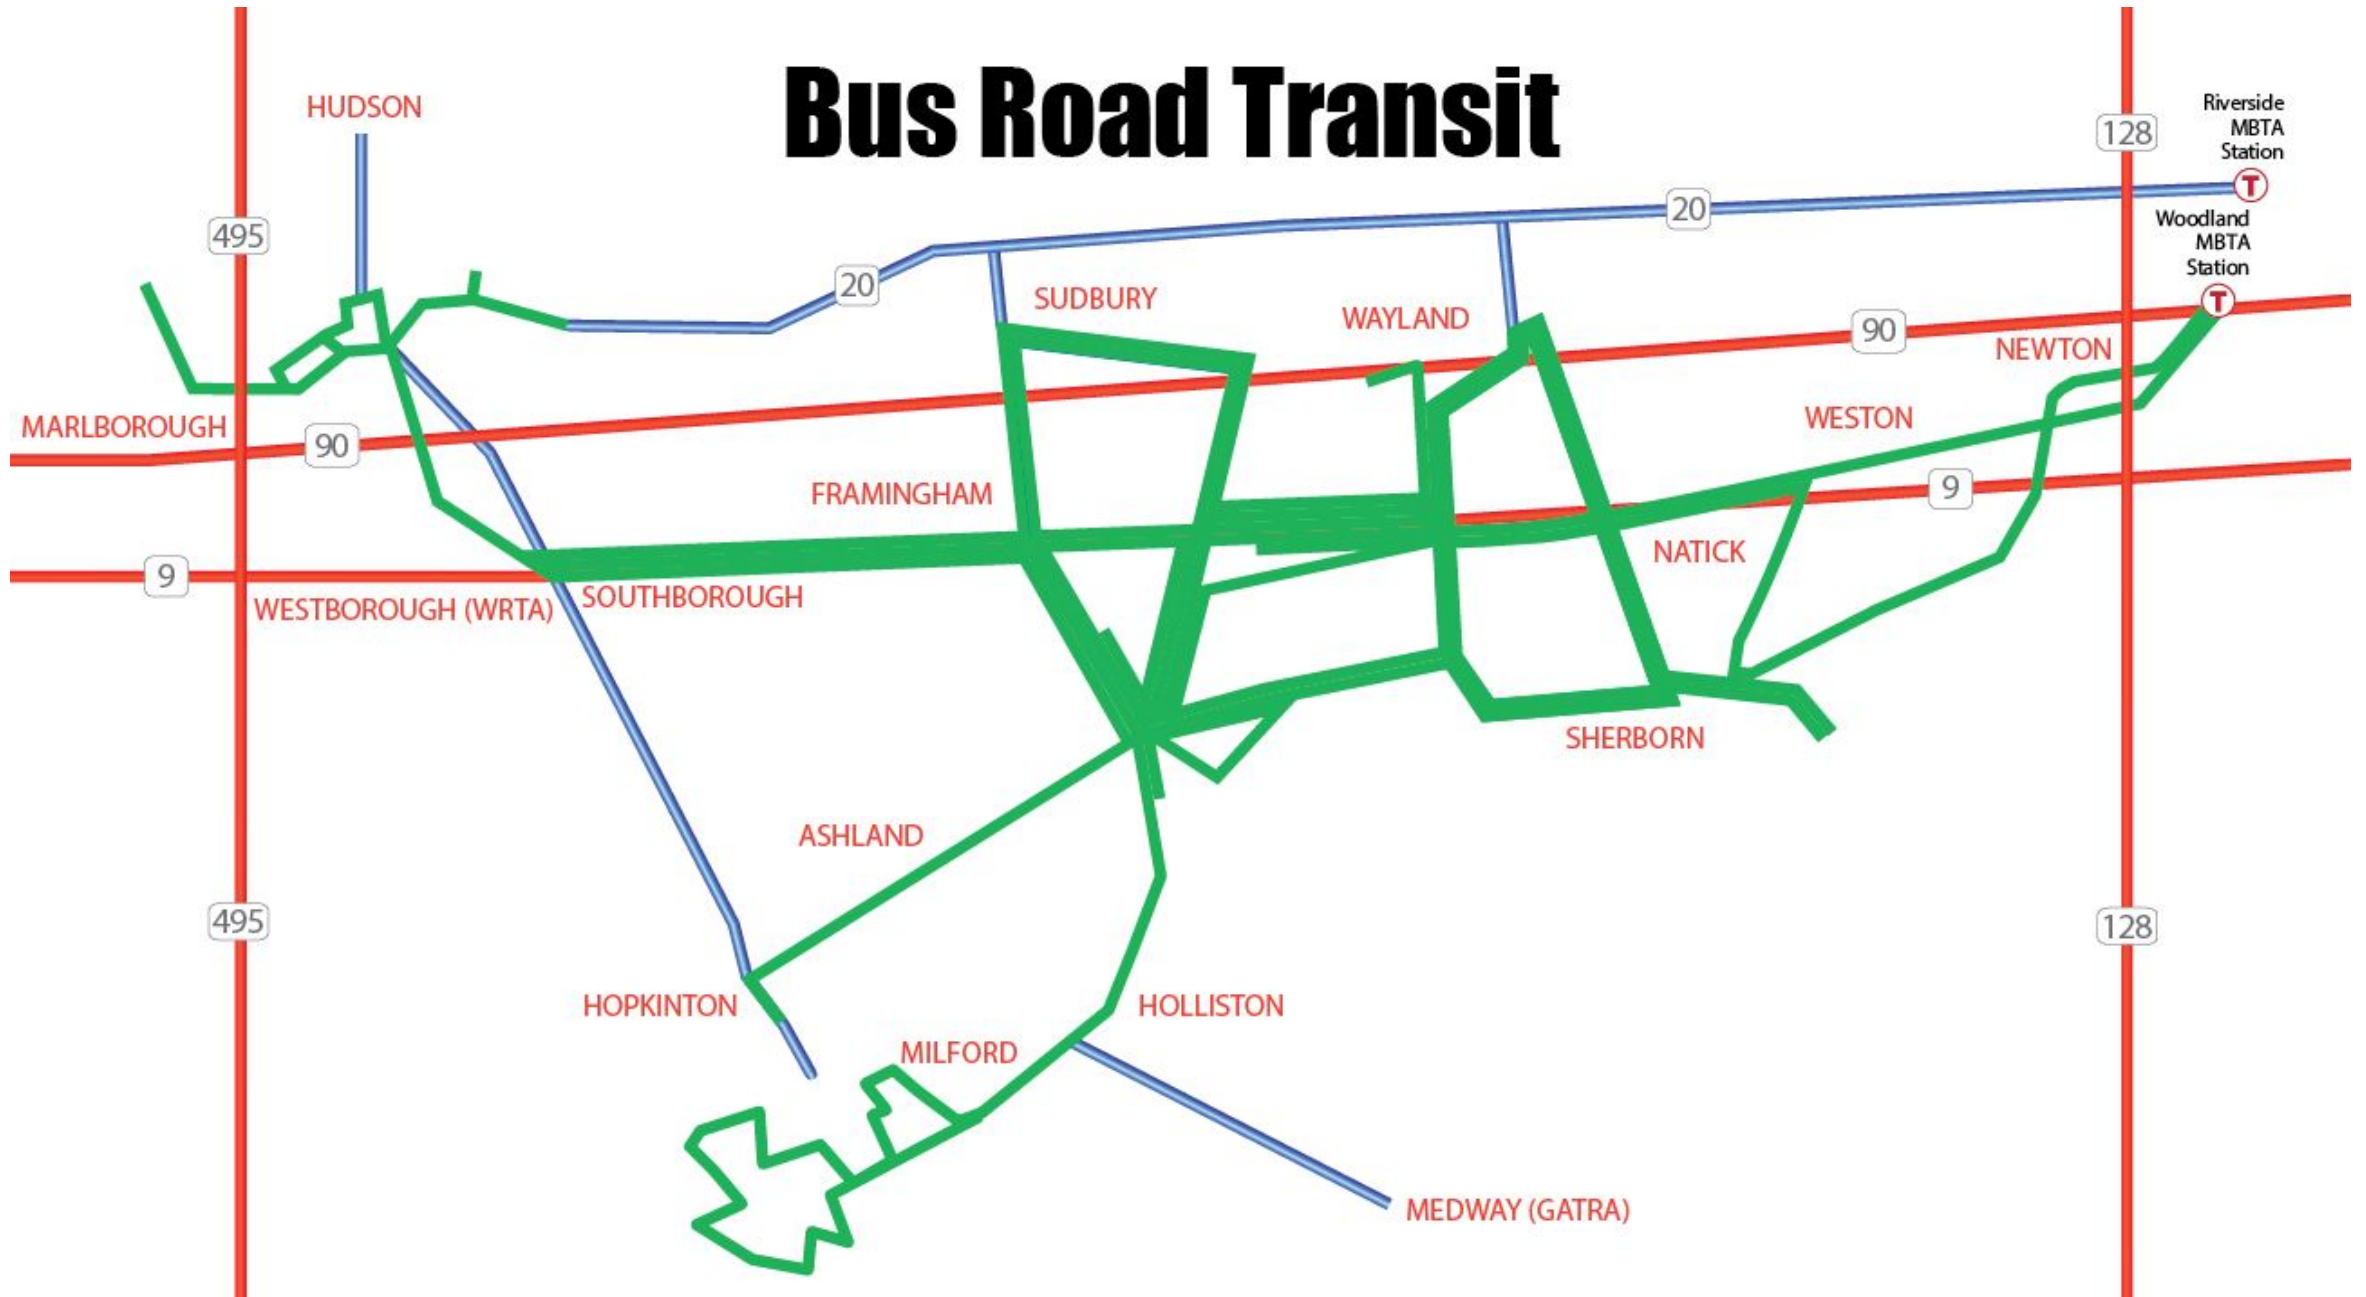 Bus Road Transit
HUDSON
128
Riverside
MBTA
Station
T
495
20
Woodland
MBTA
Station
T
20
SUDBURY
WAYLAND
90
NEWTON
MARLBOROUGH
90
WESTON
FRAMINGHAM
9
NATICK
9
WESTBOROUGH (WRTA)
SOUTHBOROUGH
SHERBORN
ASHLAND
495
128
HOPKINTON
HOLLISTON
MILFORD
MEDWAY (GATRA)